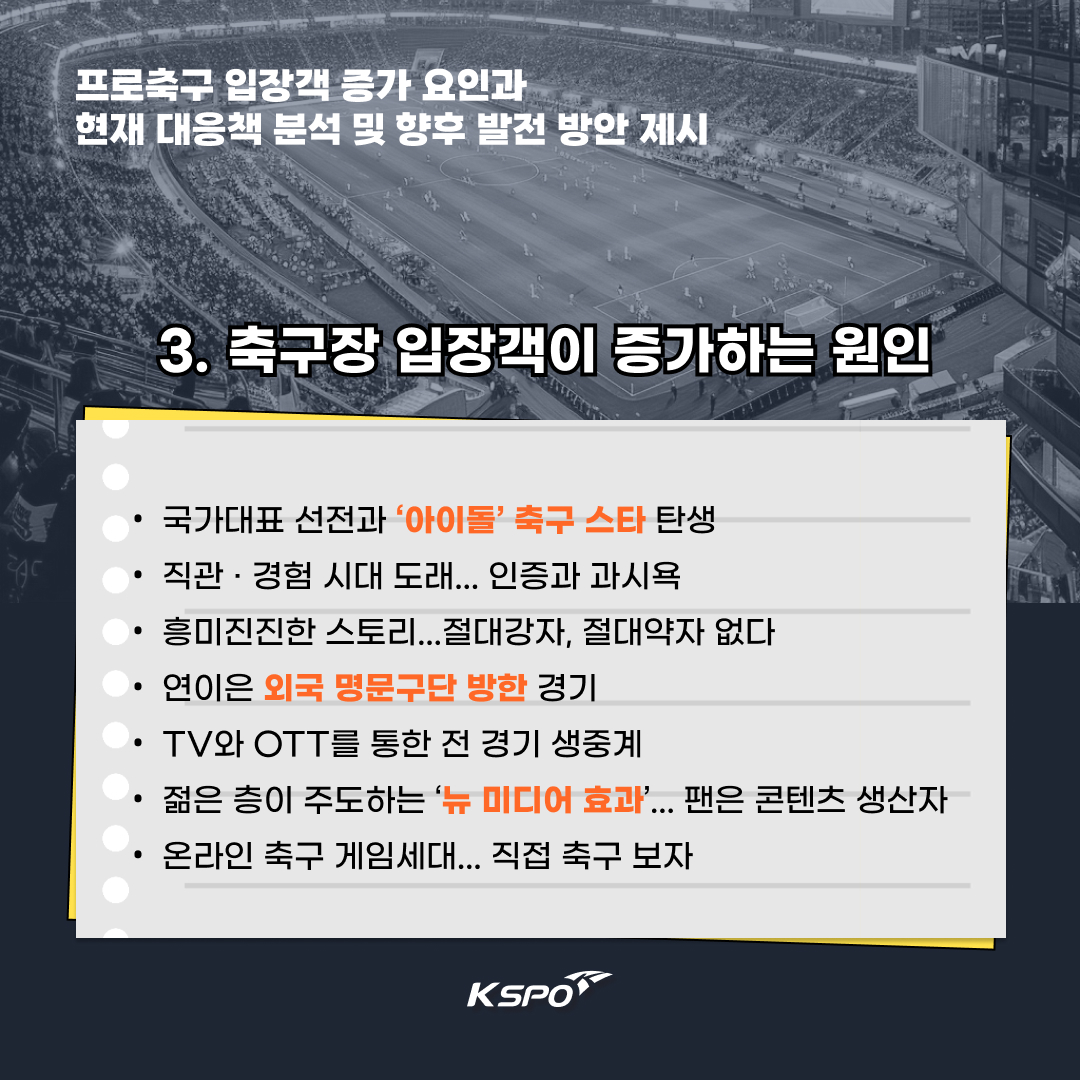 프로축구 입장객 증가 요인과
현재 대응책 분석 및 향후 발전 방안 제시
3. 축구장 입장객이 증가하는 원인
• 국가대표 선전과 ‘아이돌’ 축구 스타 탄생
• 직관 · 경험 시대 도래... 인증과 과시욕
• 흥미진진한 스토리...절대강자, 절대약자 없다
• 연이은 외국 명문구단 방한 경기
• TV와 OTT를 통한 전 경기 생중계
• 젊은 층이 주도하는 ‘뉴 미디어 효과’... 팬은 콘텐츠 생산자
• 온라인 축구 게임세대... 직접 축구 보자
KSPO